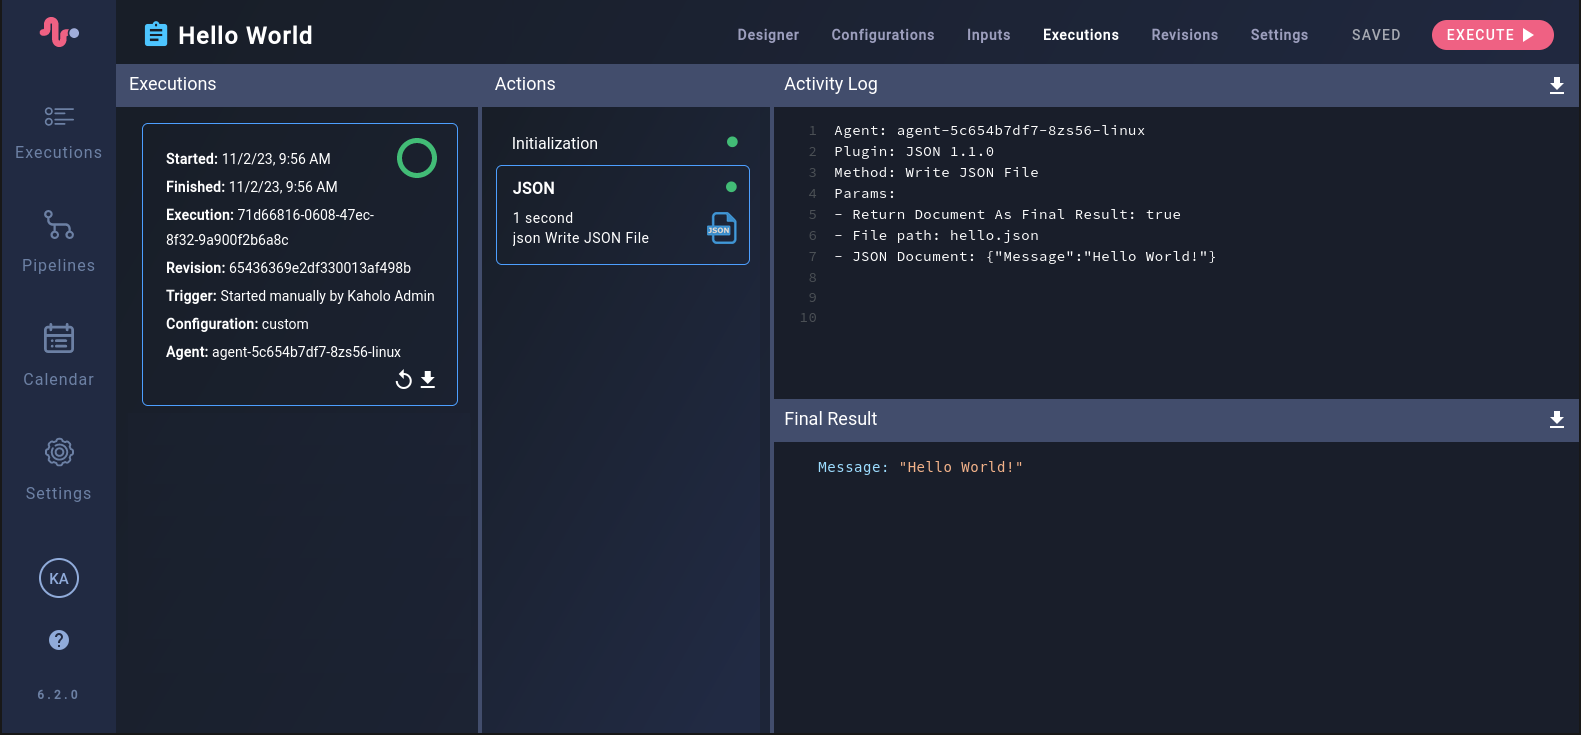 Hello World
Designer Configurations Inputs Executions Revisions Settings SAVED EXECUTE
Executions
Pipelines
Calendar
Settings
KA
?
6.2.0
Executions
Started: 11/2/23, 9:56 AM
Finished: 11/2/23, 9:56 AM
Execution: 71d66816-0608-47ec-
8f32-9a900f2b6a8c
Revision: 65436369e2df330013af498b
Trigger: Started manually by Kaholo Admin
Configuration: custom
Agent: agent-5c654b7df7-8zs56-linux
Actions
Initialization
JSON
1 second
json Write JSON File
JSON
Activity Log
1 Agent: agent-5c654b7df7-8zs56-linux
2 Plugin: JSON 1.1.0
3 Method: Write JSON File
4 Params:
5 - Return Document As Final Result: true
6 - File path: hello.json
7 - JSON Document: {"Message":"Hello World!"}
8
9
10
Final Result
Message: "Hello World!"